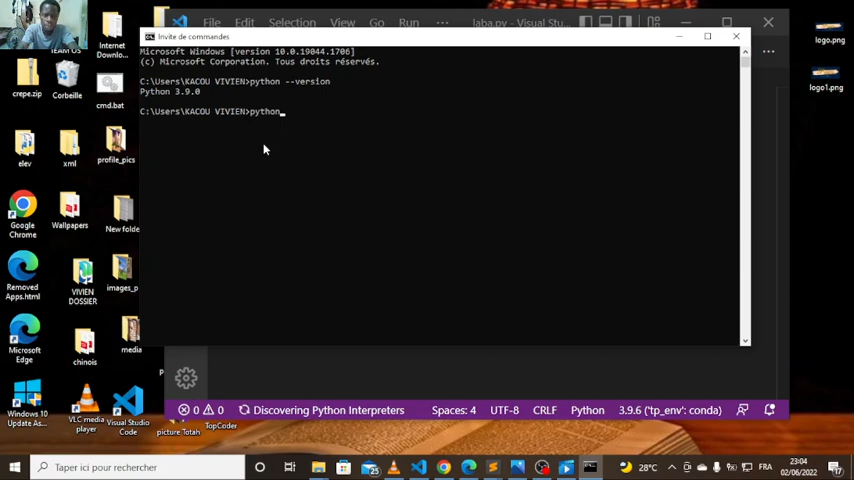 File Edit Selection View Go Run ... laba.py - Visual Stu
Invite de commandes
Microsoft Windows [version 10.0.19044.1706]
(c) Microsoft Corporation. Tous droits réservés.
C:\Users\KACOU VIVIEN>python --version
Python 3.9.0
C:\Users\KACOU VIVIEN>python_
crepe.zip
Internet
Downlo...
Corbeille
cmd.bat
elev
xml
profile_pics
Google
Chrome
Wallpapers
New folde
Removed
Apps.html
VIVIEN
DOSSIER
images_p
Microsoft
Edge
chinois
media
Windows 10
Update As...
VLC media
player
Visual Studio
Code
picture Totah
TopCoder
logo.png
logo1.png
0 0 Discovering Python Interpreters Spaces: 4 UTF-8 CRLF Python 3.9.6 ('tp_env': conda)
Taper ici pour rechercher
25
28°C
FRA
23:04
02/06/2022
17